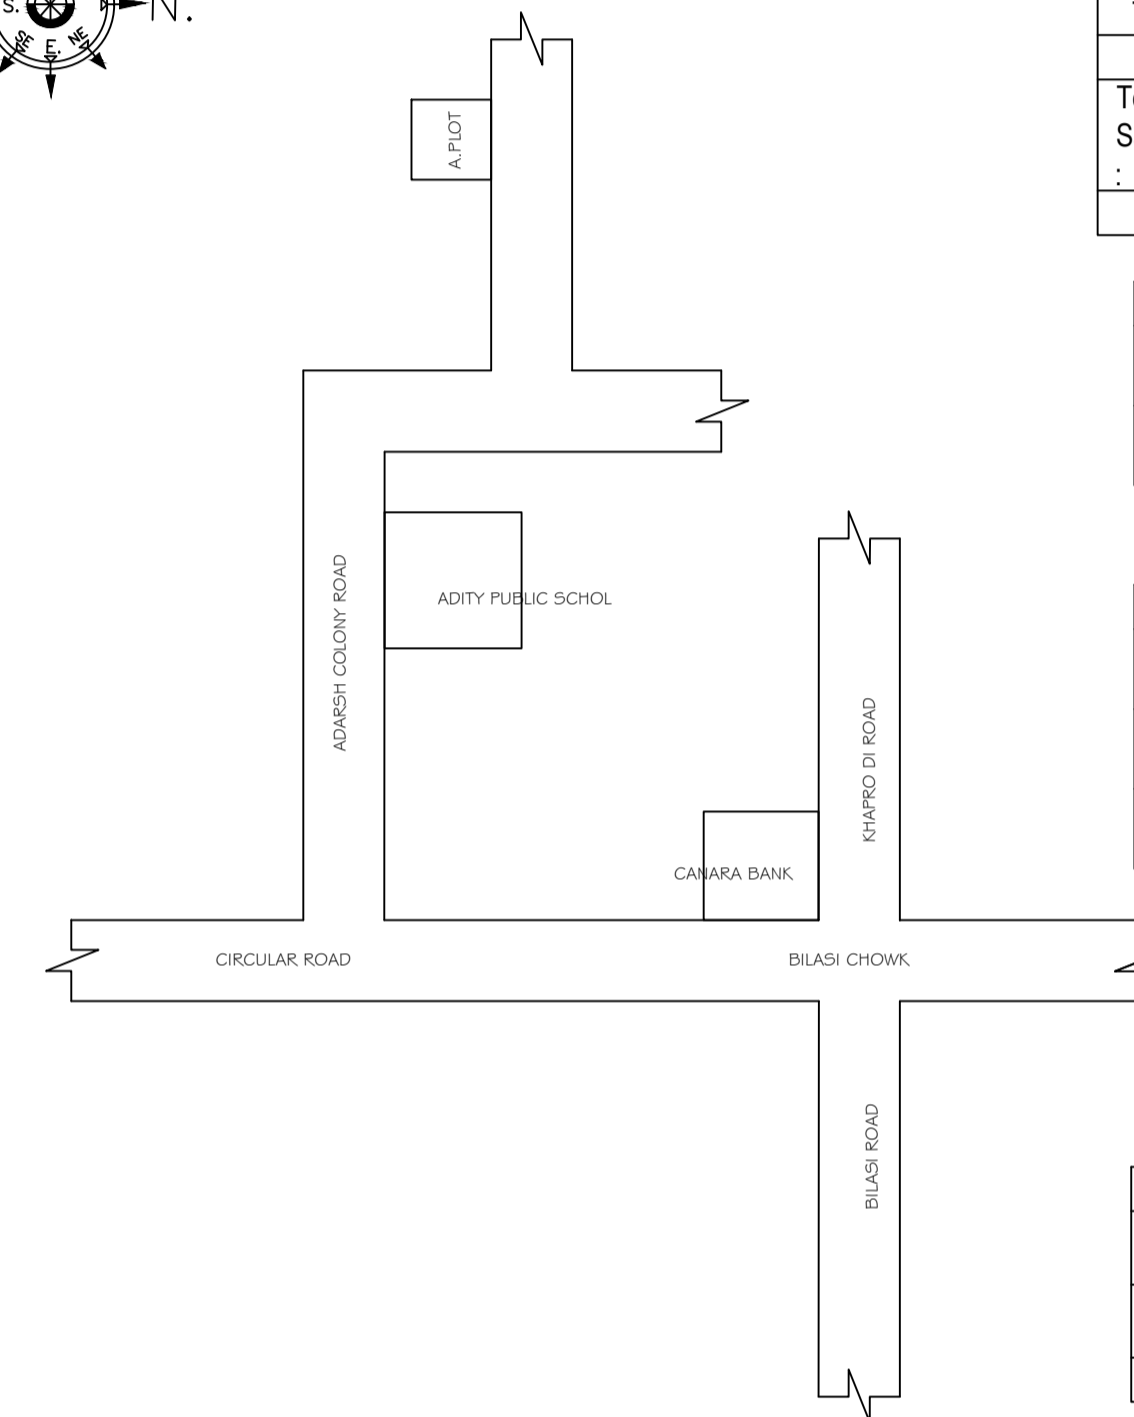 S.
N.
SE
E.
NE
A.PLOT
ADARSH COLONY ROAD
ADITY PUBLIC SCHOL
KHAPRO DI ROAD
CANARA BANK
CIRCULAR ROAD
BILASI CHOWK
BILASI ROAD